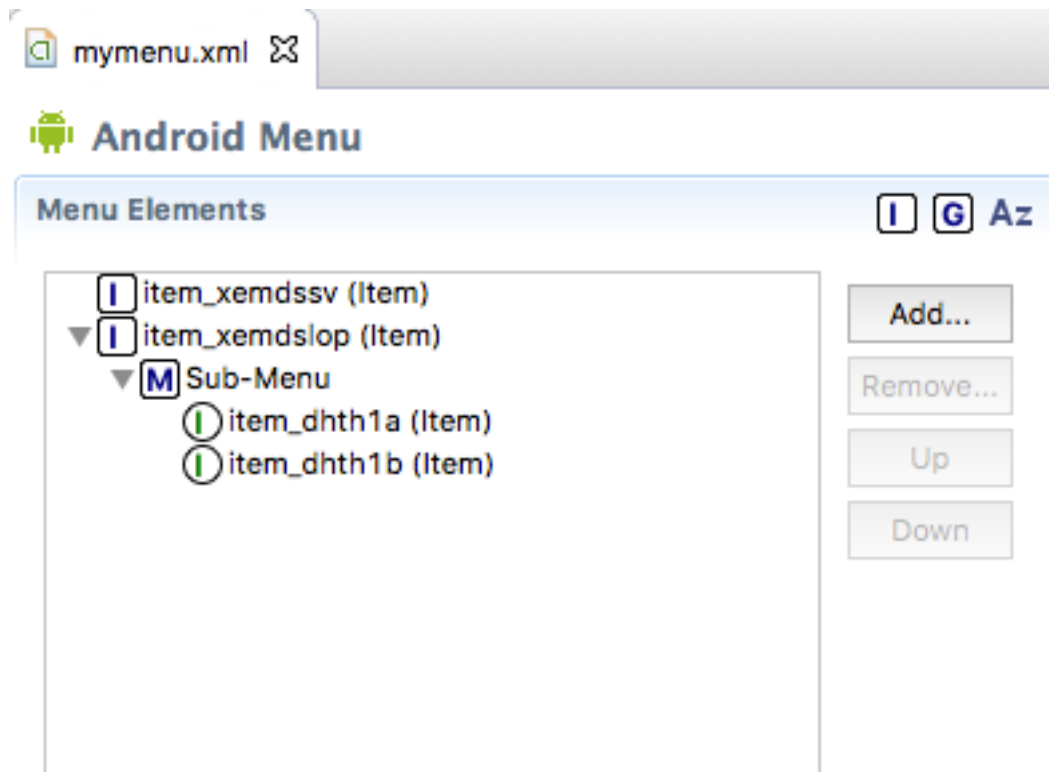 mymenu.xml
Android Menu
Menu Elements
I G Az
I item_xemdssv (Item)
I item_xemdslop (Item)
M Sub-Menu
I item_dhth1a (Item)
I item_dhth1b (Item)
Add...
Remove...
Up
Down